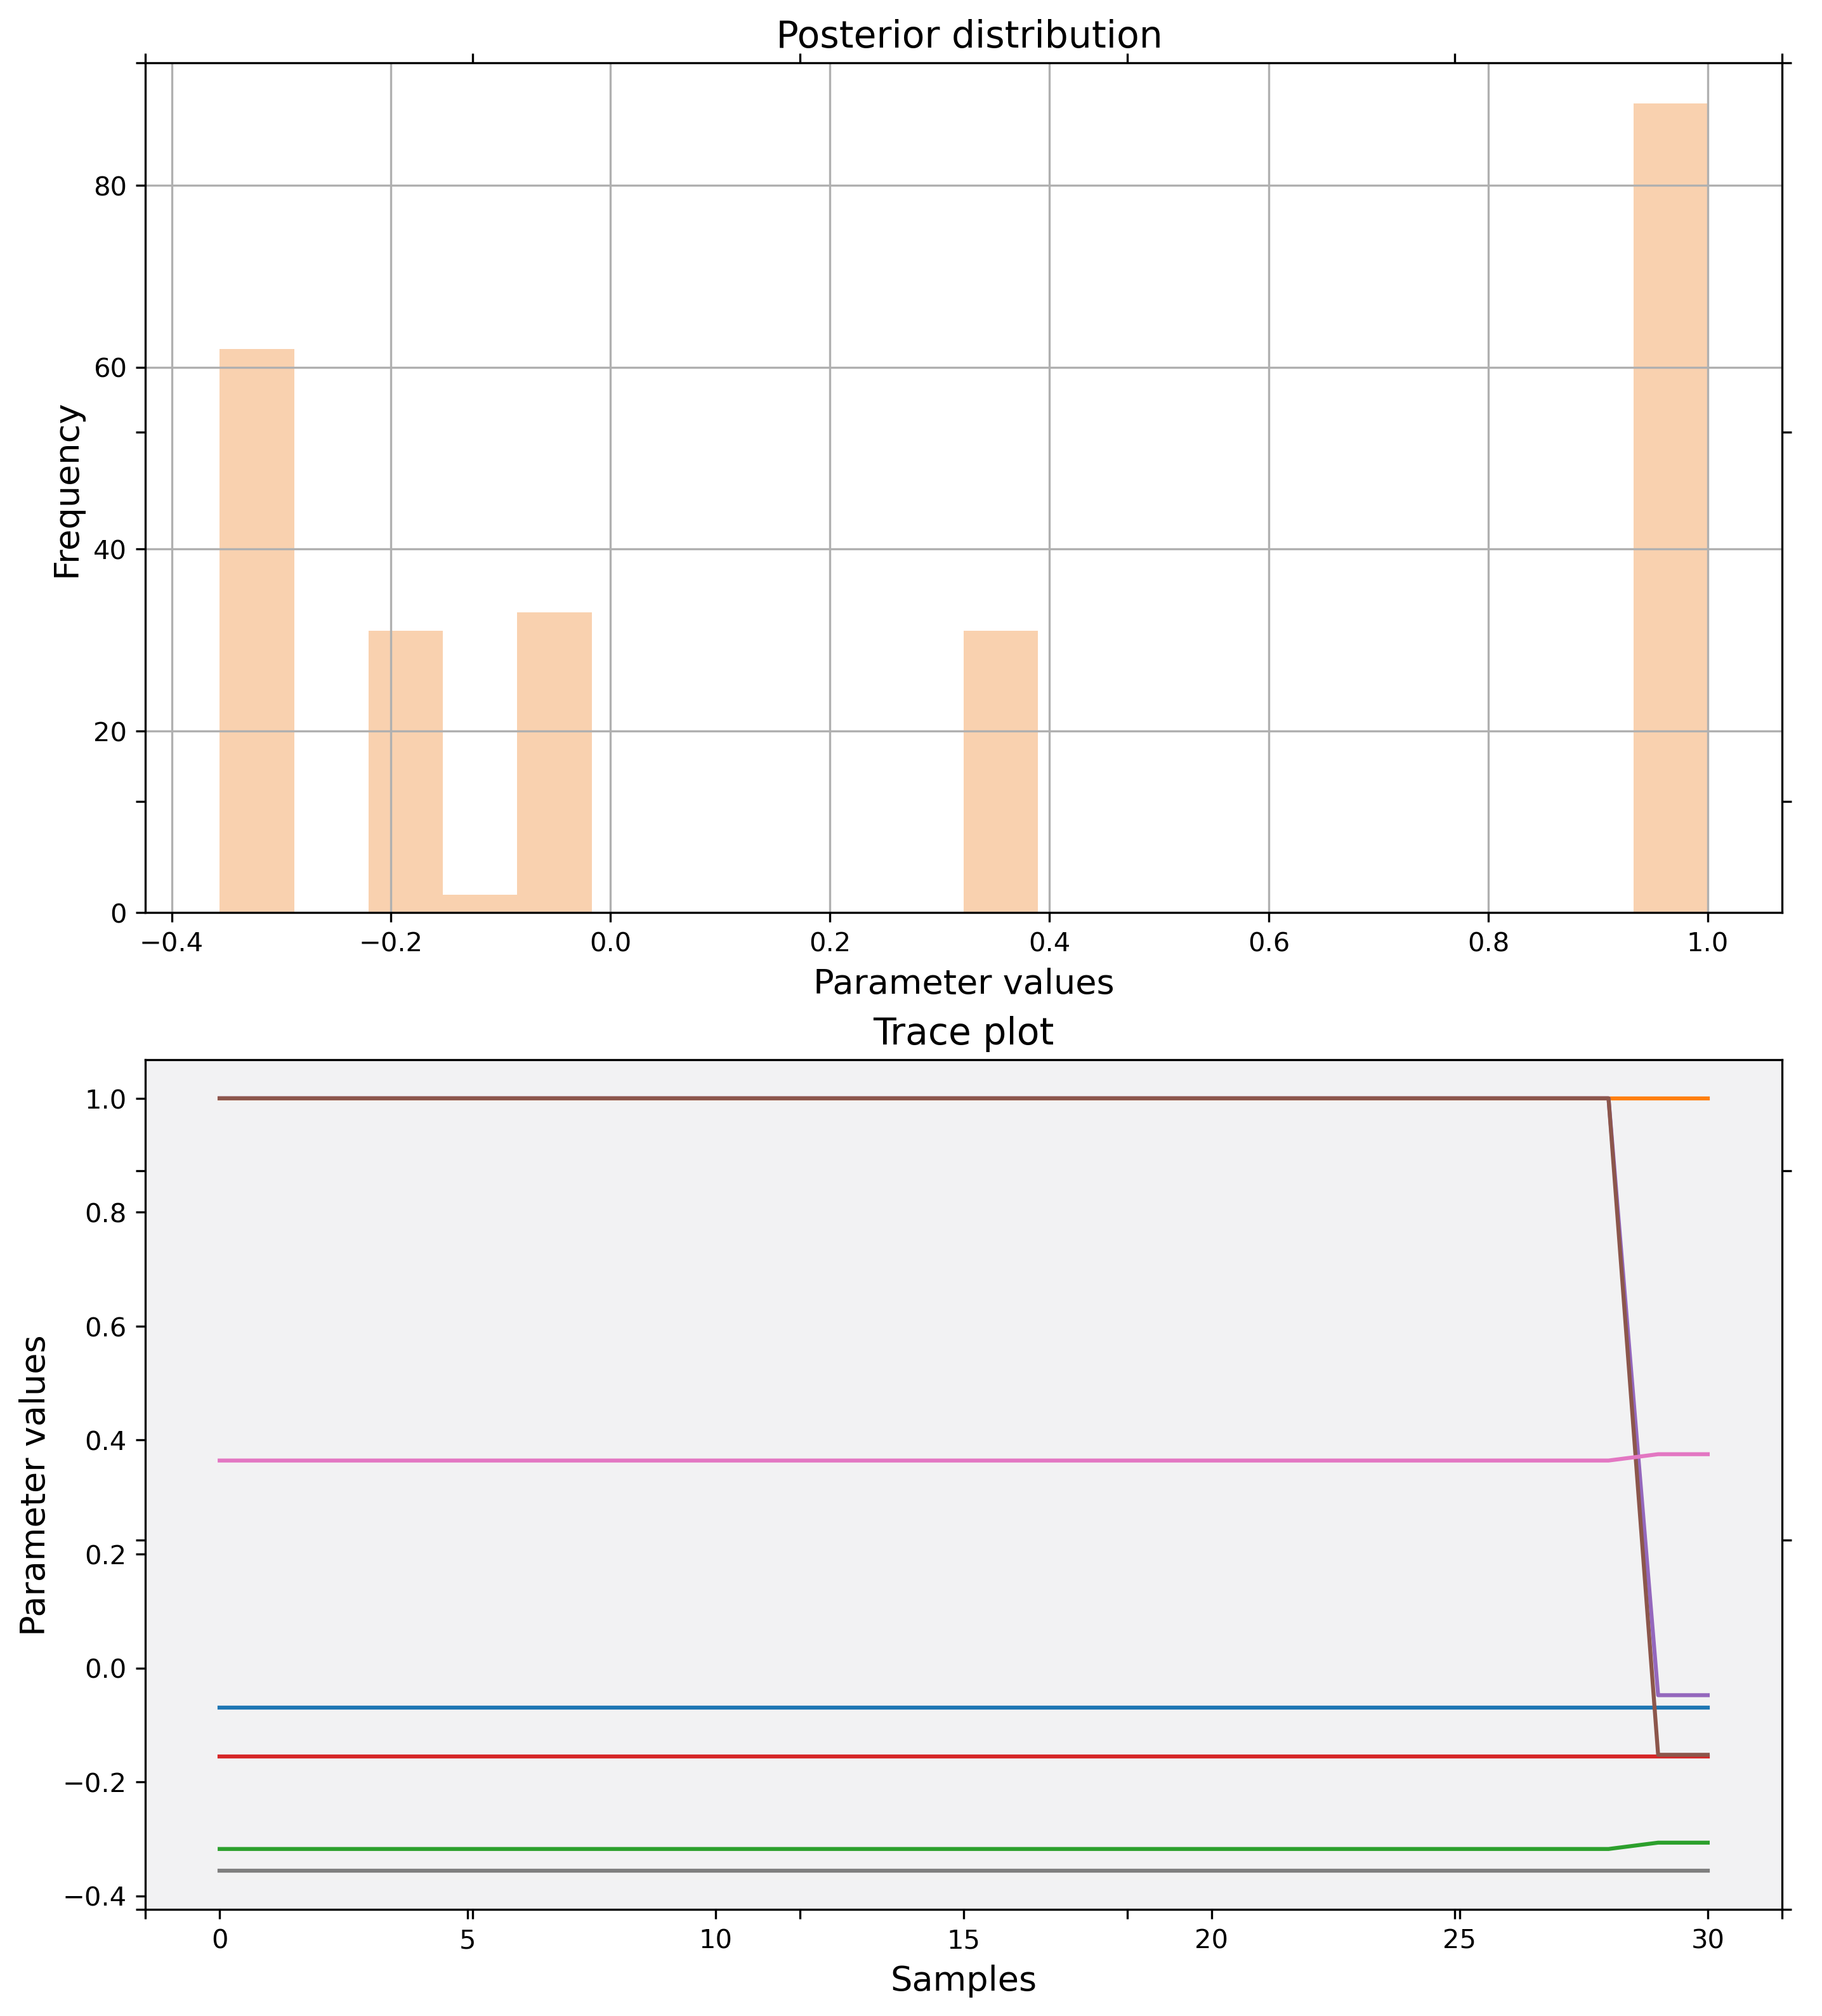 Posterior distribution
80
60
40
20
0
Frequency
−0.4 −0.2 0.0 0.2 0.4 0.6 0.8 1.0
Parameter values
Trace plot
1.0
0.8
0.6
0.4
0.2
0.0
−0.2
−0.4
Parameter values
0 5 10 15 20 25 30
Samples